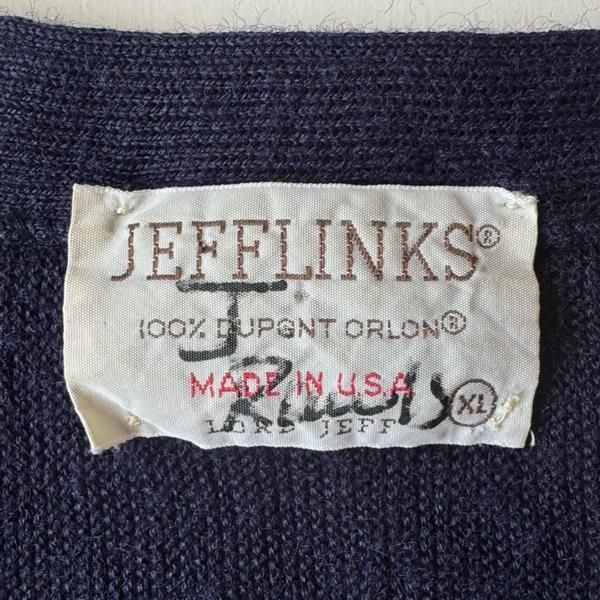 JEFFLINKS®
J.
100% DUPONT ORLON®
MADE IN U.S.A.
XL
LORD JEFF